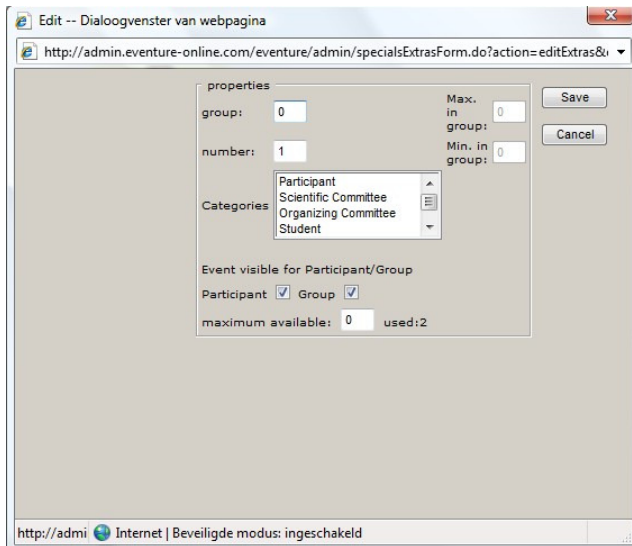 Edit -- Dialoogvenster van webpagina
http://admin.eventure-online.com/eventure/admin/specialsExtrasForm.do?action=editExtras&
properties
group: 0
Max. in group: 0
Save
Cancel
number: 1
Min. in group: 0
Categories
Participant
Scientific Committee
Organizing Committee
Student
Event visible for Participant/Group
Participant Group
maximum available: 0 used:2
http://admi Internet | Beveiligde modus: ingeschakeld